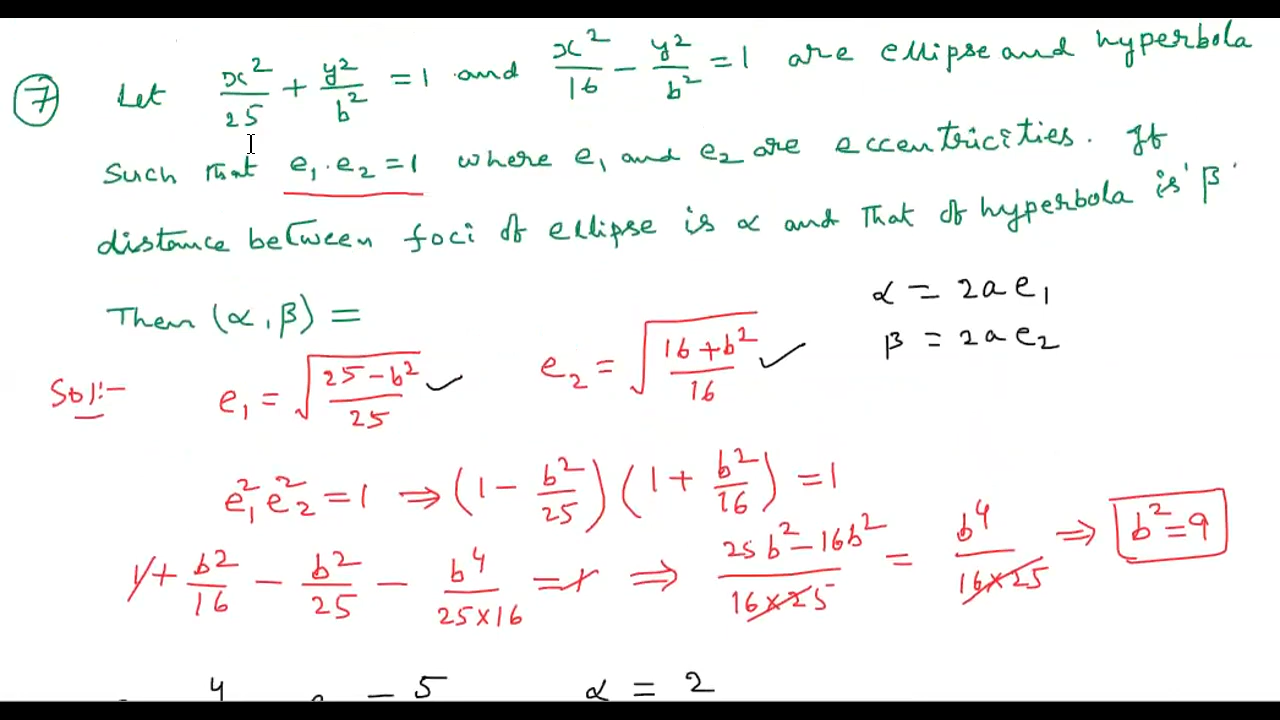 7 Let x²/25 + y²/b² = 1 and x²/16 − y²/b² = 1 are ellipse and hyperbola
Such that e₁·e₂ = 1 where e₁ and e₂ are eccentricities. If
distance between foci of ellipse is α and that of hyperbola is 'β'
Then (α, β) =
α = 2ae₁
β = 2ae₂
Sol:- e₁ = √((25−b²)/25) ✓ e₂ = √((16+b²)/16) ✓
e₁²e₂² = 1 ⇒ (1 − b²/25)(1 + b²/16) = 1
1 + b²/16 − b²/25 − b⁴/(25×16) = 1 ⇒ (25b²−16b²)/(16×25) = b⁴/(16×25) ⇒ b² = 9
4 = 5 α = 2